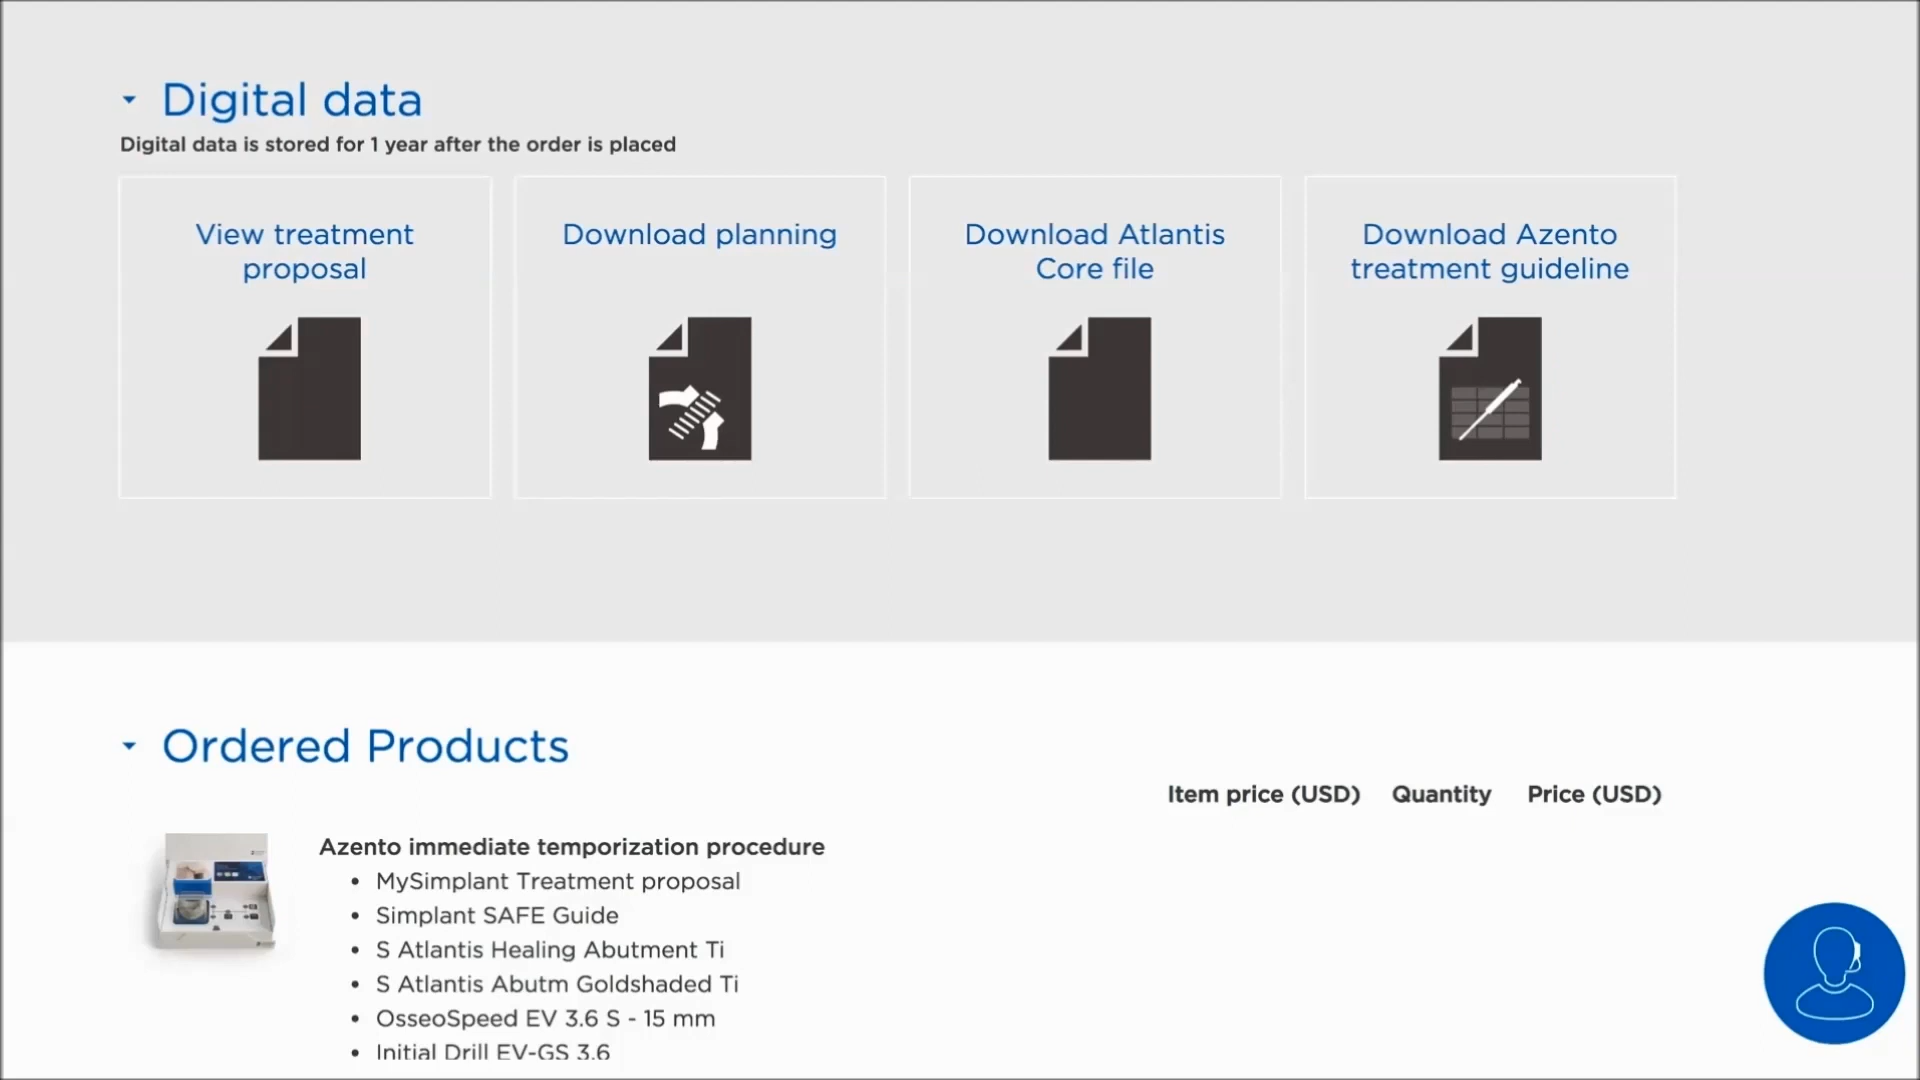 Digital data
Digital data is stored for 1 year after the order is placed
View treatment
proposal
Download planning
Download Atlantis
Core file
Download Azento
treatment guideline
Ordered Products
Item price (USD) Quantity Price (USD)
Azento immediate temporization procedure
• MySimplant Treatment proposal
• Simplant SAFE Guide
• S Atlantis Healing Abutment Ti
• S Atlantis Abutm Goldshaded Ti
• OsseoSpeed EV 3.6 S - 15 mm
• Initial Drill EV-GS 3.6